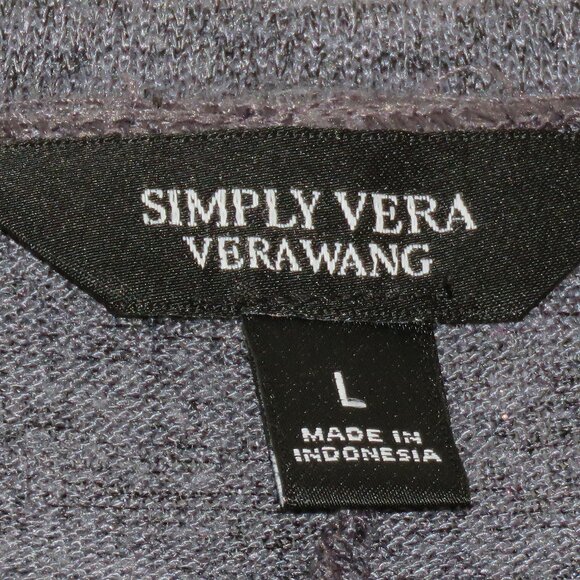 SIMPLY VERA
VERAWANG
L
MADE IN
INDONESIA